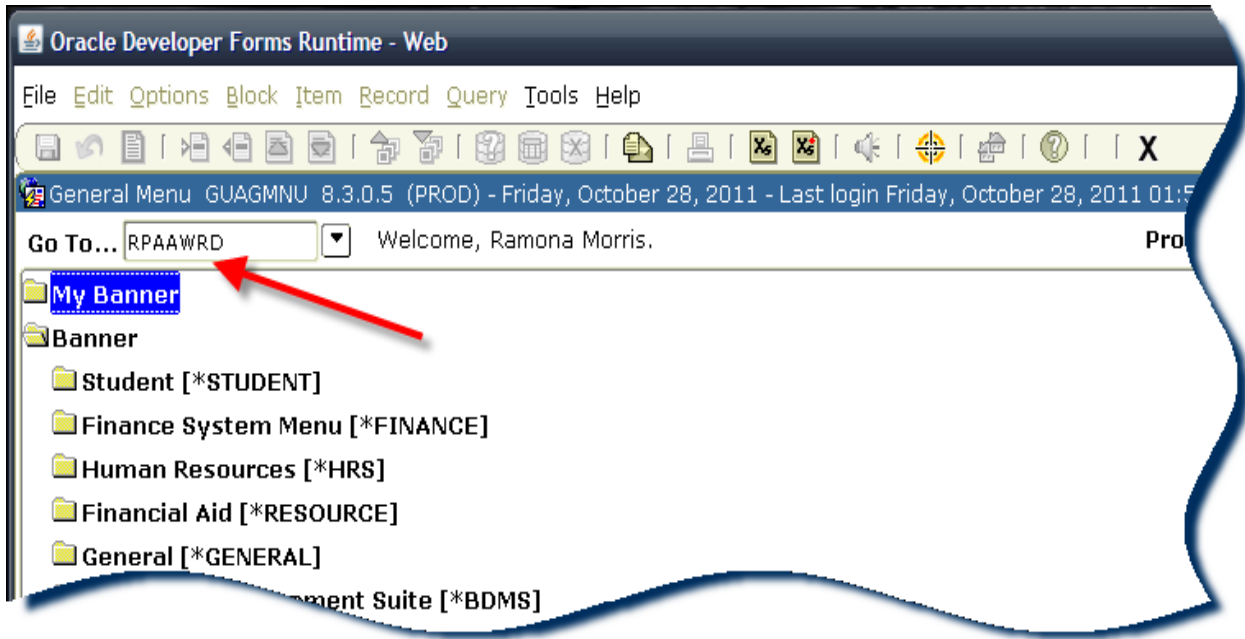 Oracle Developer Forms Runtime - Web
File Edit Options Block Item Record Query Tools Help
X
General Menu GUAGMNU 8.3.0.5 (PROD) - Friday, October 28, 2011 - Last login Friday, October 28, 2011 01:5
Go To... RPAAWRD Welcome, Ramona Morris. Pro
My Banner
Banner
Student [*STUDENT]
Finance System Menu [*FINANCE]
Human Resources [*HRS]
Financial Aid [*RESOURCE]
General [*GENERAL]
Suite [*BDMS]